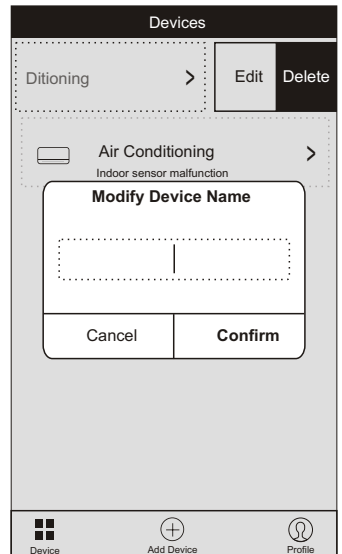 Devices
Ditioning > Edit Delete
Air Conditioning >
Indoor sensor malfunction
Modify Device Name
Cancel Confirm
Device Add Device Profile